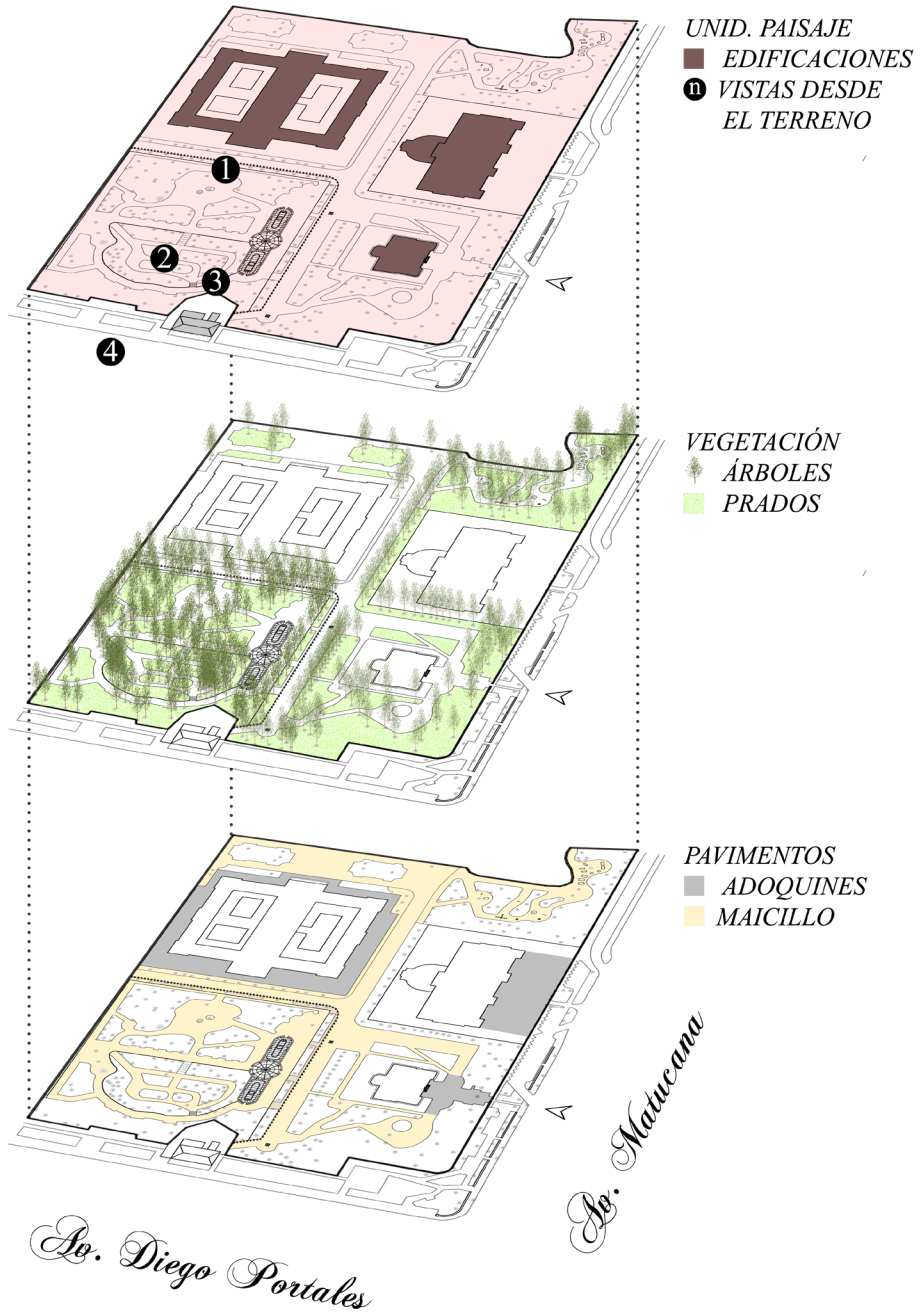 UNID. PAISAJE
EDIFICACIONES
n VISTAS DESDE
EL TERRENO
1
2
3
4
VEGETACIÓN
ÁRBOLES
PRADOS
PAVIMENTOS
ADOQUINES
MAICILLO
Av. Matucana
Av. Diego Portales